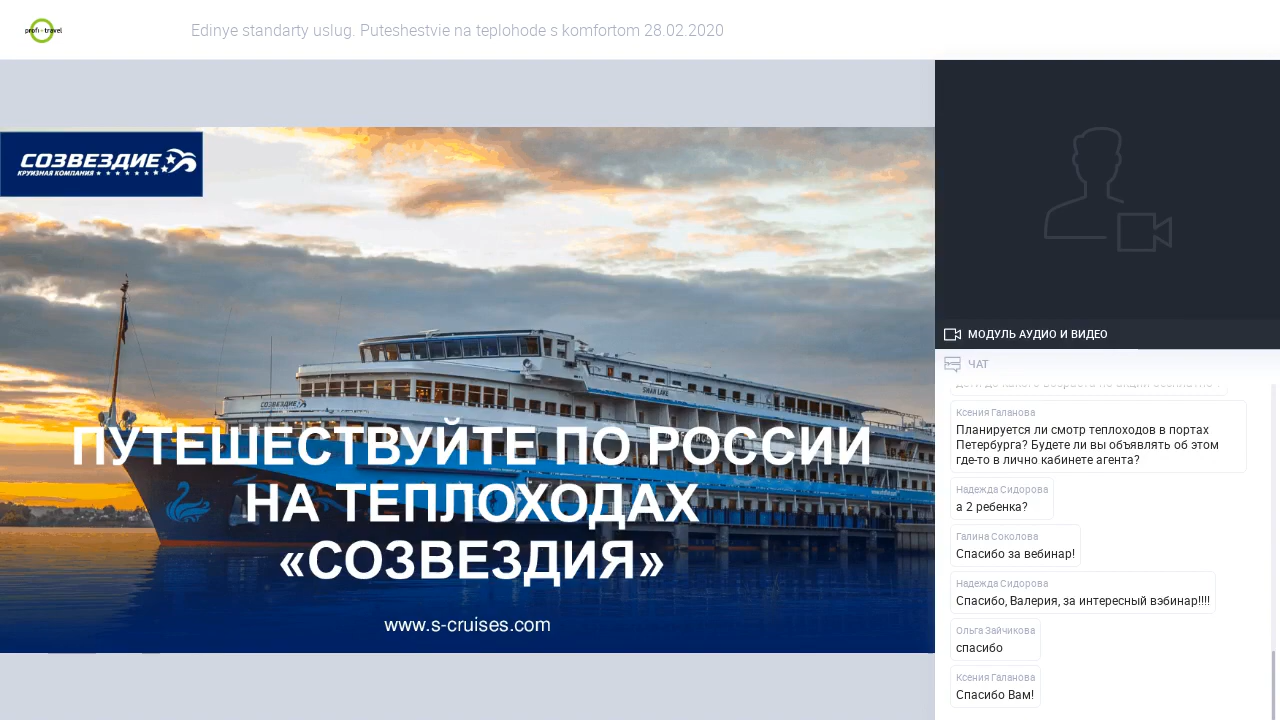 profi travel
Edinye standarty uslug. Puteshestvie na teplohode s komfortom 28.02.2020
СОЗВЕЗДИЕ
КРУИЗНАЯ КОМПАНИЯ
СОЗВЕЗДИЕ
SWAN LAKE
ПУТЕШЕСТВУЙТЕ ПО РОССИИ
НА ТЕПЛОХОДАХ
«СОЗВЕЗДИЯ»
www.s-cruises.com
МОДУЛЬ АУДИО И ВИДЕО
ЧАТ
Ксения Галанова
Планируется ли смотр теплоходов в портах
Петербурга? Будете ли вы объявлять об этом
где-то в лично кабинете агента?
Надежда Сидорова
а 2 ребенка?
Галина Соколова
Спасибо за вебинар!
Надежда Сидорова
Спасибо, Валерия, за интересный вэбинар!!!!
Ольга Зайчикова
спасибо
Ксения Галанова
Спасибо Вам!